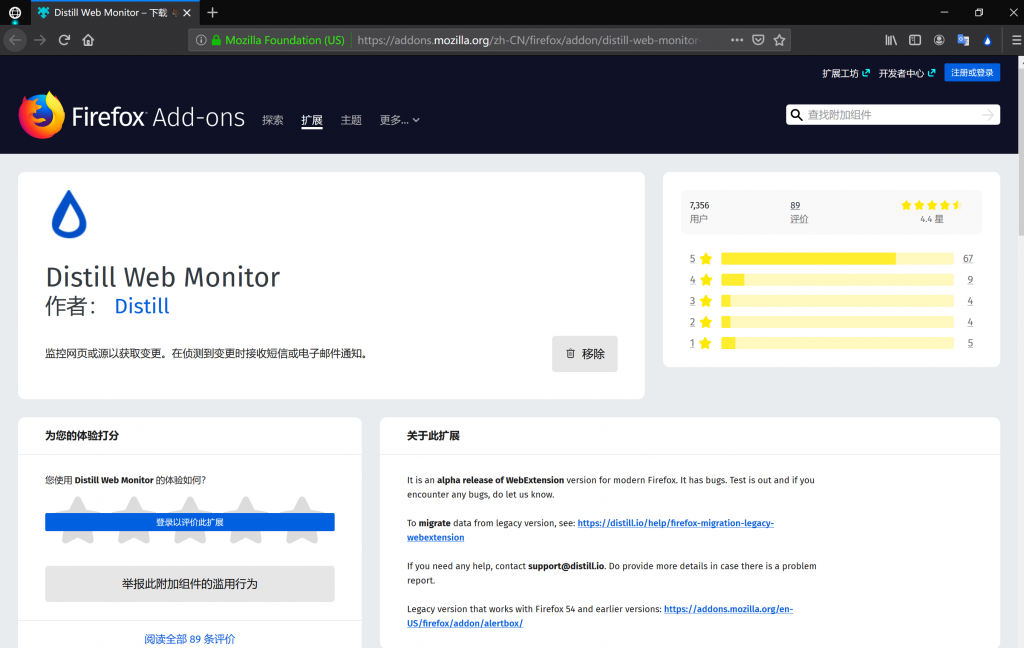 Distill Web Monitor – 下载
Mozilla Foundation (US) https://addons.mozilla.org/zh-CN/firefox/addon/distill-web-monitor
扩展工坊 开发者中心 注册或登录
Firefox Add-ons 探索 扩展 主题 更多... 查找附加组件
Distill Web Monitor
作者： Distill
监控网页或源以获取变更。在侦测到变更时接收短信或电子邮件通知。
移除
7,356 89
用户 评价 4.4 星
5 67
4 9
3 4
2 4
1 5
为您的体验打分
您使用 Distill Web Monitor 的体验如何?
登录以评价此扩展
举报此附加组件的滥用行为
阅读全部 89 条评价
关于此扩展
It is an alpha release of WebExtension version for modern Firefox. It has bugs. Test is out and if you
encounter any bugs, do let us know.
To migrate data from legacy version, see: https://distill.io/help/firefox-migration-legacy-
webextension
If you need any help, contact support@distill.io. Do provide more details in case there is a problem
report.
Legacy version that works with Firefox 54 and earlier versions: https://addons.mozilla.org/en-
US/firefox/addon/alertbox/